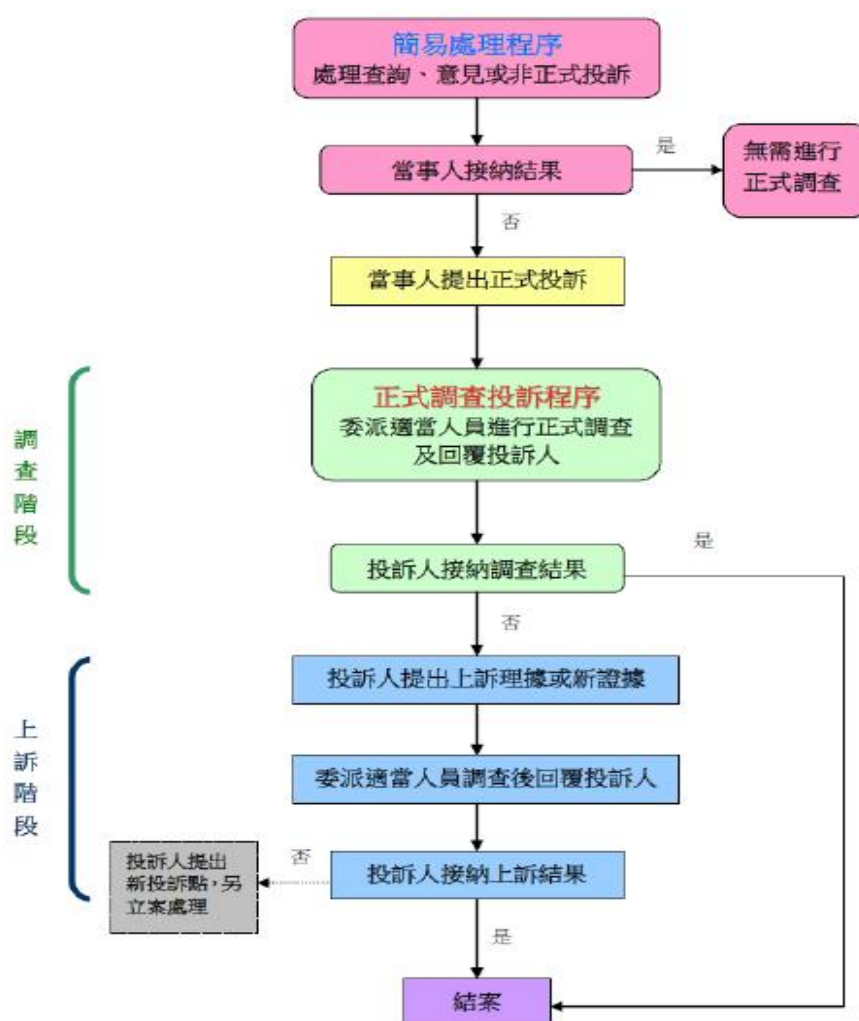 簡易處理程序
處理查詢、意見或非正式投訴
當事人接納結果
是
無需進行
正式調查
否
當事人提出正式投訴
調查階段
正式調查投訴程序
委派適當人員進行正式調查
及回覆投訴人
是
投訴人接納調查結果
否
上訴階段
投訴人提出上訴理據或新證據
委派適當人員調查後回覆投訴人
投訴人接納上訴結果
否
投訴人提出
新投訴點,另
立案處理
是
結案